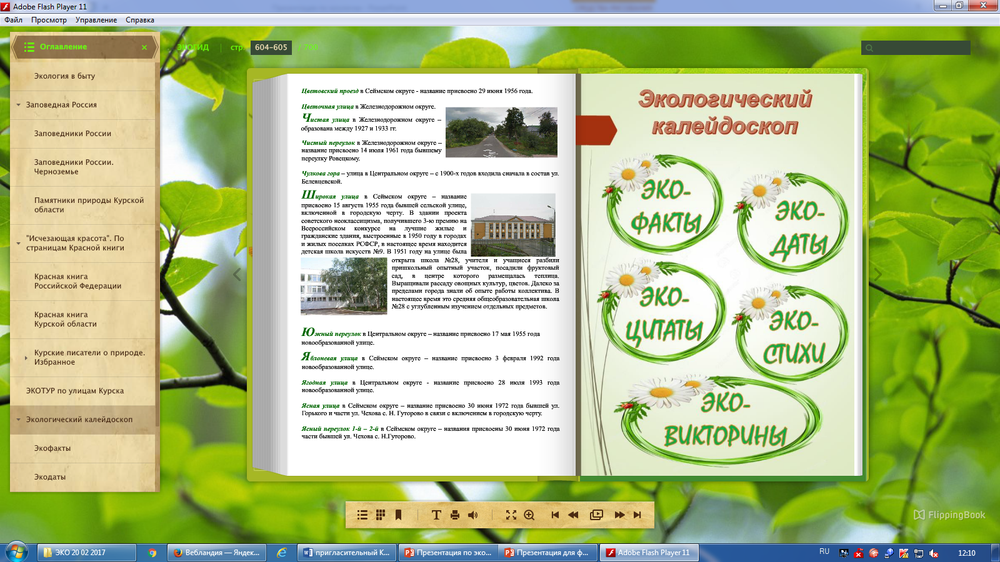 Adobe Flash Player 11
Файл Просмотр Управление Справка
Оглавление
Экология в быту
Заповедная Россия
Заповедники России
Заповедники России.
Черноземье
Памятники природы Курской
области
"Исчезающая красота". По
страницам Красной книги
Красная книга
Российской Федерации
Красная книга
Курской области
Курские писатели о природе.
Избранное
ЭКОТУР по улицам Курска
Экологический калейдоскоп
Экофакты
Экодаты
ЭКОГИД стр. 604-605 / 700
Цветовский проезд в Сеймском округе - название присвоено 29 июня 1956 года.
Цветочная улица в Железнодорожном округе.
Чистая улица в Железнодорожном округе –
образована между 1927 и 1933 гг.
Чистый переулок в Железнодорожном округе –
название присвоено 14 июля 1961 года бывшему
переулку Ровецкому.
Чулкова гора – улица в Центральном округе – с 1900-х годов входила сначала в состав ул.
Белевцевской.
Широкая улица в Сеймском округе – название
присвоено 15 августа 1955 года бывшей сельской улице,
включенной в городскую черту. В здании проекта
советского неоклассицизма, получившего 3-ю премию на
Всероссийском конкурсе на лучшие жилые и
гражданские здания, выстроенные в 1950 году в городах
и жилых поселках РСФСР, в настоящее время находится
детская школа искусств №9. В 1951 году на улице была
открыта школа №28, учителя и учащиеся разбили
пришкольный опытный участок, посадили фруктовый
сад, в центре которого размещалась теплица.
Выращивали рассаду овощных культур, цветов. Далеко за
пределами города знали об опыте работы коллектива. В
настоящее время это средняя общеобразовательная школа
№28 с углубленным изучением отдельных предметов.
Южный переулок в Центральном округе – название присвоено 17 мая 1955 года
новообразованной улице.
Яблоневая улица в Сеймском округе – название присвоено 3 февраля 1992 года
новообразованной улице.
Ягодная улица в Центральном округе - название присвоено 28 июля 1993 года
новообразованной улице.
Ясная улица в Сеймском округе – название присвоено 30 июня 1972 года бывшей ул.
Горького и части ул. Чехова с. Н. Гуторово в связи с включением в городскую черту.
Ясный переулок 1-й – 2-й в Сеймском округе – названия присвоены 30 июня 1972 года
части бывшей ул. Чехова с. Н.Гуторово.
Экологический
калейдоскоп
ЭКО-
ФАКТЫ
ЭКО-
ДАТЫ
ЭКО-
ЦИТАТЫ
ЭКО-
СТИХИ
ЭКО-
ВИКТОРИНЫ
FlippingBook
ЭКО 20 02 2017
Вебландия — Яндек...
пригласительный К...
Презентация по эко...
Презентация для ф...
Adobe Flash Player 11
RU
12:10